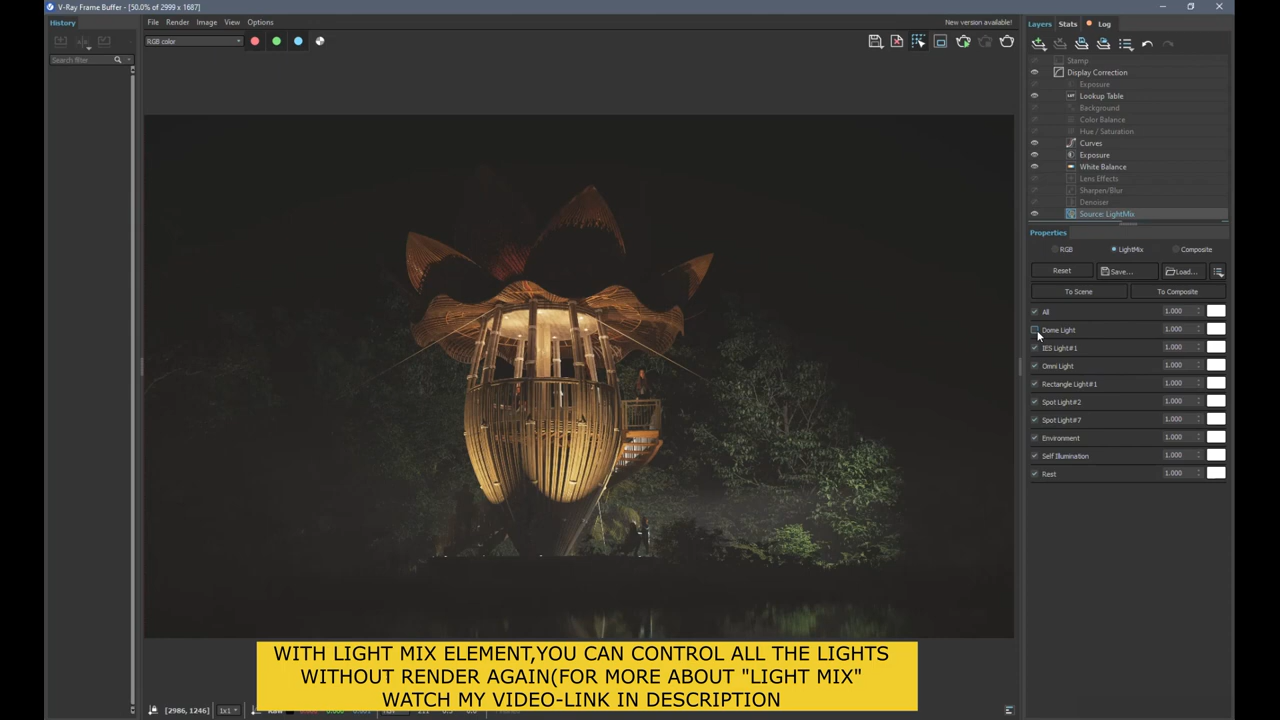 V-Ray Frame Buffer - [50.0% of 2999 x 1687]
History
File Render Image View Options
New version available!
Layers Stats Log
RGB color
Search filter
Stamp
Display Correction
Exposure
Lookup Table
Background
Color Balance
Hue / Saturation
Curves
Exposure
White Balance
Lens Effects
Sharpen/Blur
Denoiser
Source: LightMix
Properties
RGB LightMix Composite
Reset Save... Load...
To Scene To Composite
All 1.000
Dome Light 1.000
IES Light#1 1.000
Omni Light 1.000
Rectangle Light#1 1.000
Spot Light#2 1.000
Spot Light#7 1.000
Environment 1.000
Self Illumination 1.000
Rest 1.000
WITH LIGHT MIX ELEMENT,YOU CAN CONTROL ALL THE LIGHTS
WITHOUT RENDER AGAIN(FOR MORE ABOUT "LIGHT MIX"
WATCH MY VIDEO-LINK IN DESCRIPTION
[2986, 1246] 1x1